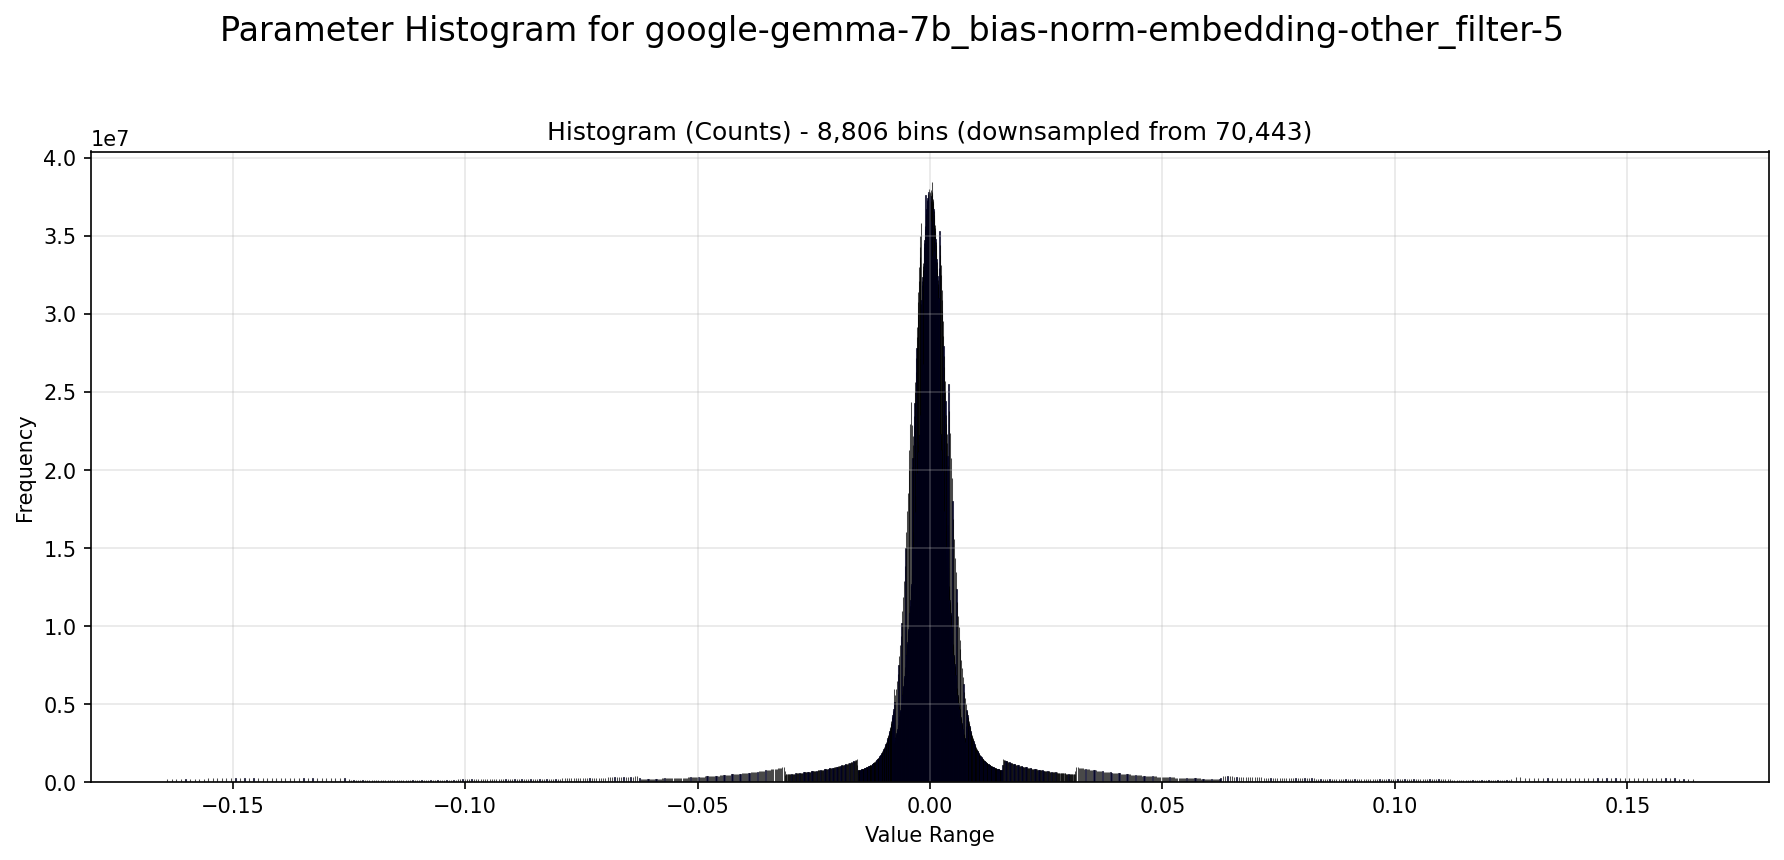 Parameter Histogram for google-gemma-7b_bias-norm-embedding-other_filter-5
Histogram (Counts) - 8,806 bins (downsampled from 70,443)
1e7
4.0
3.5
3.0
2.5
2.0
1.5
1.0
0.5
0.0
Frequency
−0.15 −0.10 −0.05 0.00 0.05 0.10 0.15
Value Range